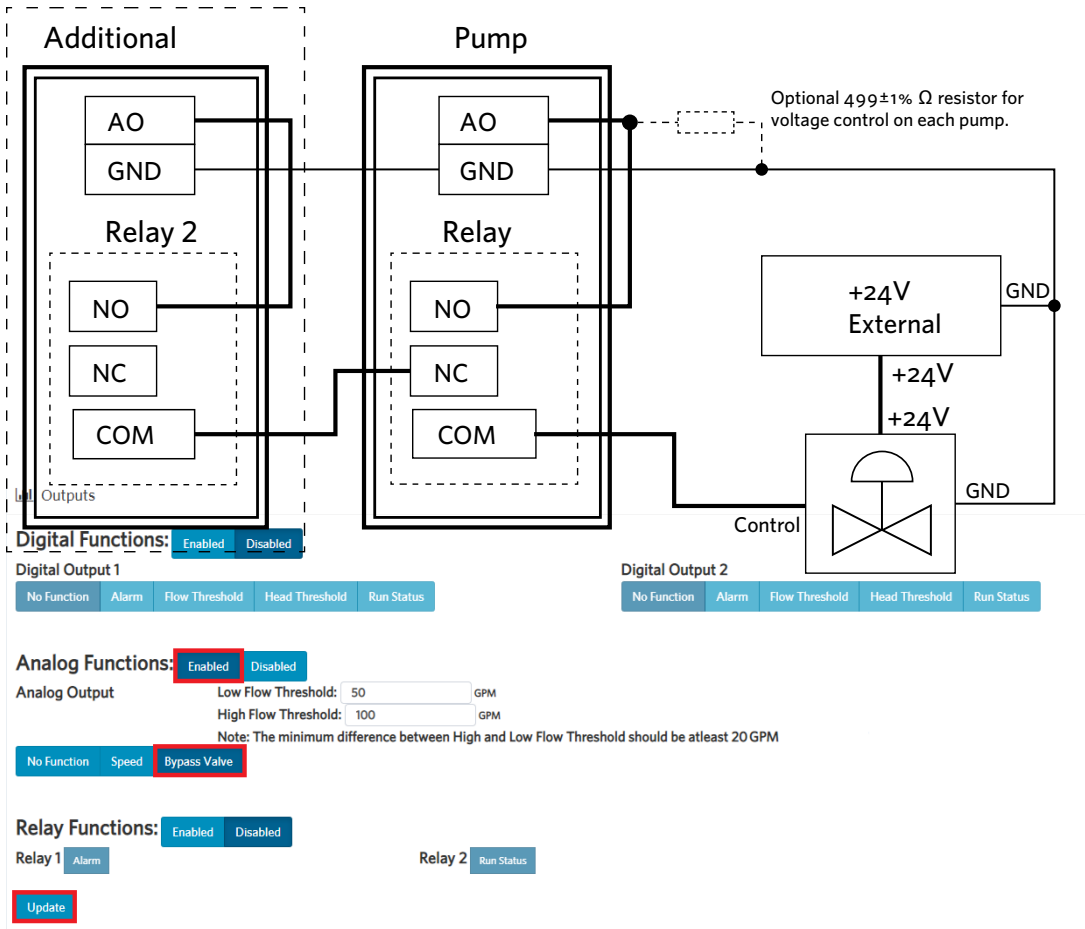 Additional
Pump
AO
GND
AO
GND
Optional 499±1% Ω resistor for
voltage control on each pump.
Relay 2
Relay
NO
NC
COM
NO
NC
COM
+24V
External
GND
+24V
+24V
GND
Control
Outputs
Digital Functions: Enabled Disabled
Digital Output 1
No Function Alarm Flow Threshold Head Threshold Run Status
Digital Output 2
No Function Alarm Flow Threshold Head Threshold Run Status
Analog Functions: Enabled Disabled
Analog Output
Low Flow Threshold: 50 GPM
High Flow Threshold: 100 GPM
Note: The minimum difference between High and Low Flow Threshold should be atleast 20 GPM
No Function Speed Bypass Valve
Relay Functions: Enabled Disabled
Relay 1 Alarm
Relay 2 Run Status
Update